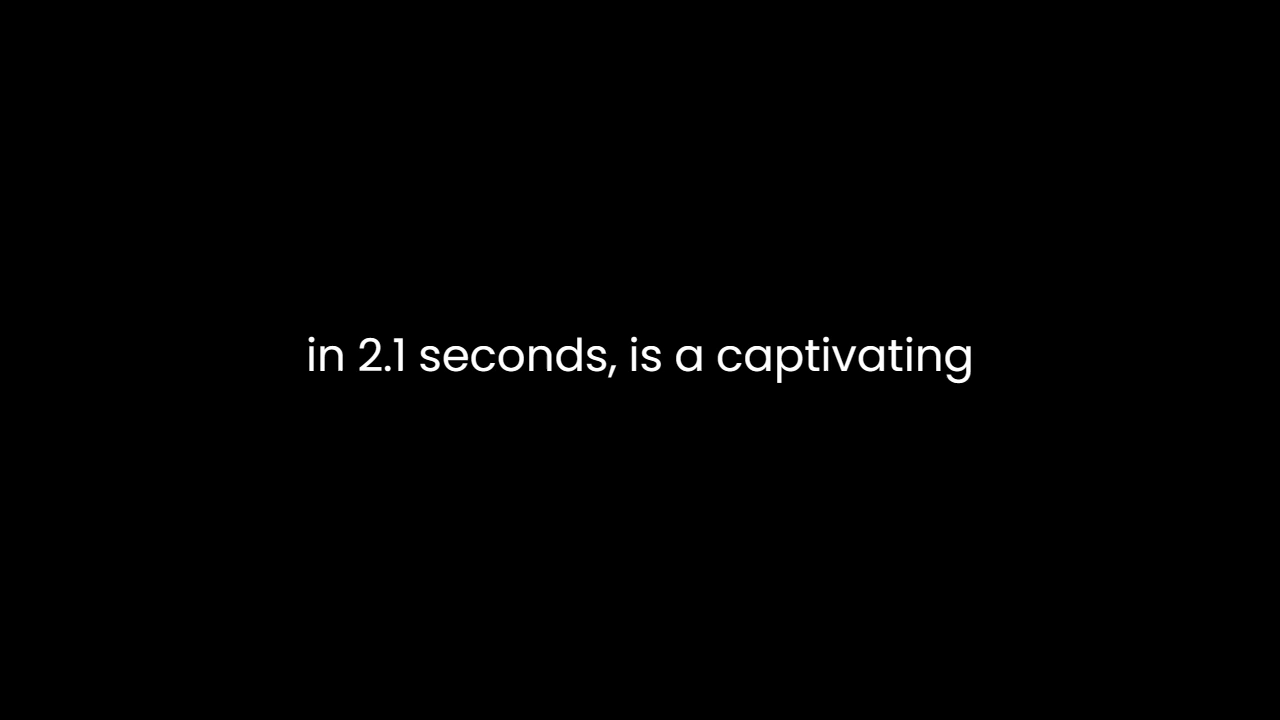 in 2.1 seconds, is a captivating